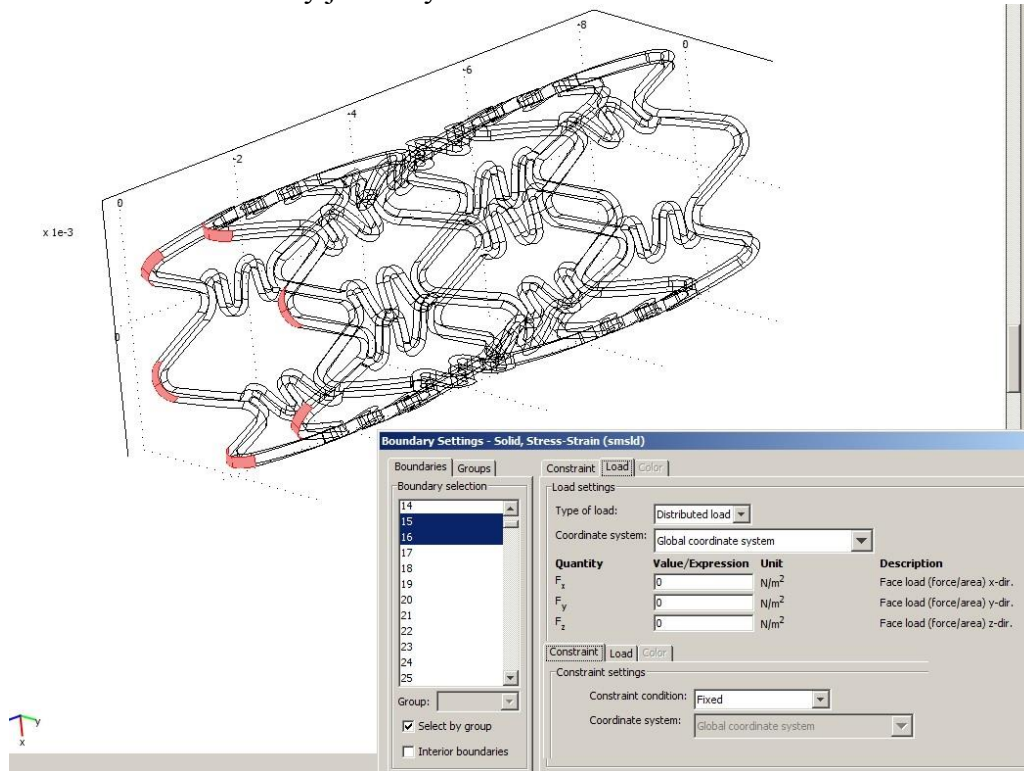 -8
0
-6
-4
-2
0
x 1e-3
0
y
x
Boundary Settings - Solid, Stress-Strain (smsld)
Boundaries Groups
Boundary selection
14
15
16
17
18
19
20
21
22
23
24
25
Group:
Select by group
Interior boundaries
Constraint Load Color
Load settings
Type of load: Distributed load
Coordinate system: Global coordinate system
Quantity Value/Expression Unit Description
Fx 0 N/m2 Face load (force/area) x-dir.
Fy 0 N/m2 Face load (force/area) y-dir.
Fz 0 N/m2 Face load (force/area) z-dir.
Constraint Load Color
Constraint settings
Constraint condition: Fixed
Coordinate system: Global coordinate system